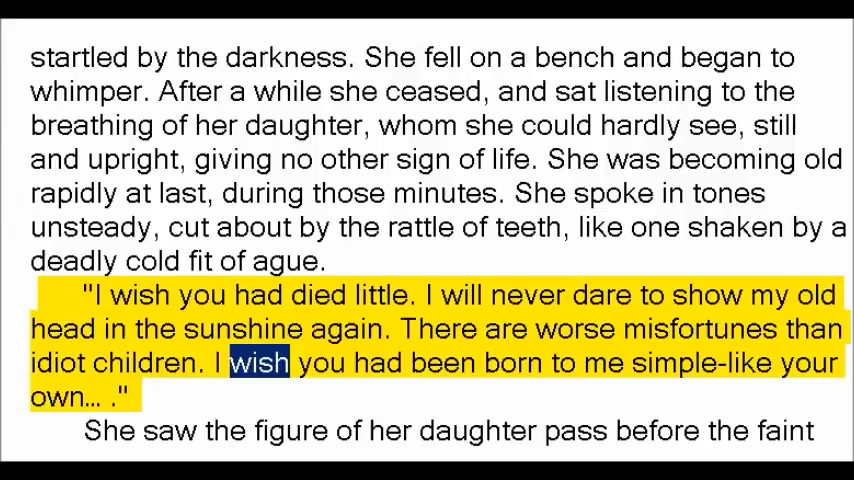 startled by the darkness. She fell on a bench and began to
whimper. After a while she ceased, and sat listening to the
breathing of her daughter, whom she could hardly see, still
and upright, giving no other sign of life. She was becoming old
rapidly at last, during those minutes. She spoke in tones
unsteady, cut about by the rattle of teeth, like one shaken by a
deadly cold fit of ague.
"I wish you had died little. I will never dare to show my old
head in the sunshine again. There are worse misfortunes than
idiot children. I wish you had been born to me simple-like your
own... ."
She saw the figure of her daughter pass before the faint